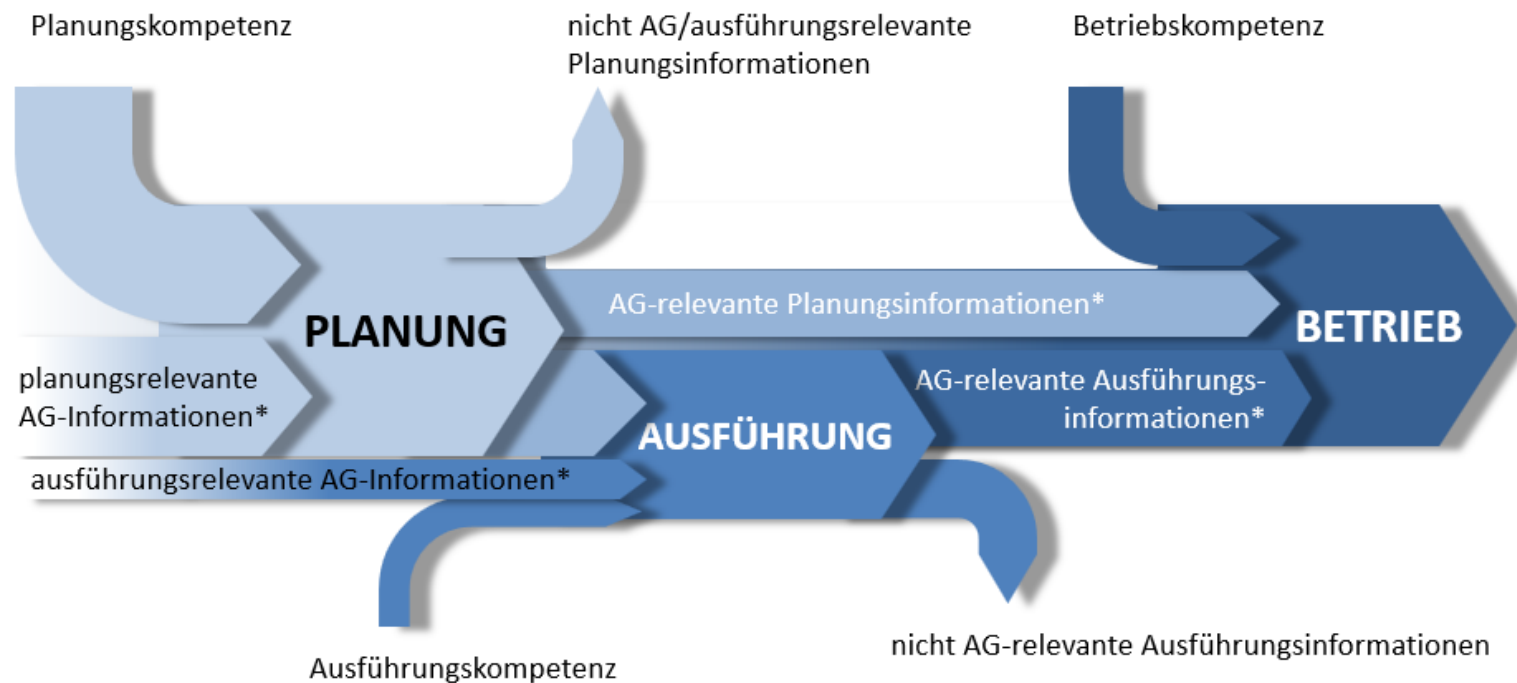 Planungskompetenz
nicht AG/ausführungsrelevante
Planungsinformationen
Betriebskompetenz
AG-relevante Planungsinformationen*
PLANUNG
BETRIEB
planungsrelevante
AG-Informationen*
AG-relevante Ausführungs-
informationen*
AUSFÜHRUNG
ausführungsrelevante AG-Informationen*
nicht AG-relevante Ausführungsinformationen
Ausführungskompetenz